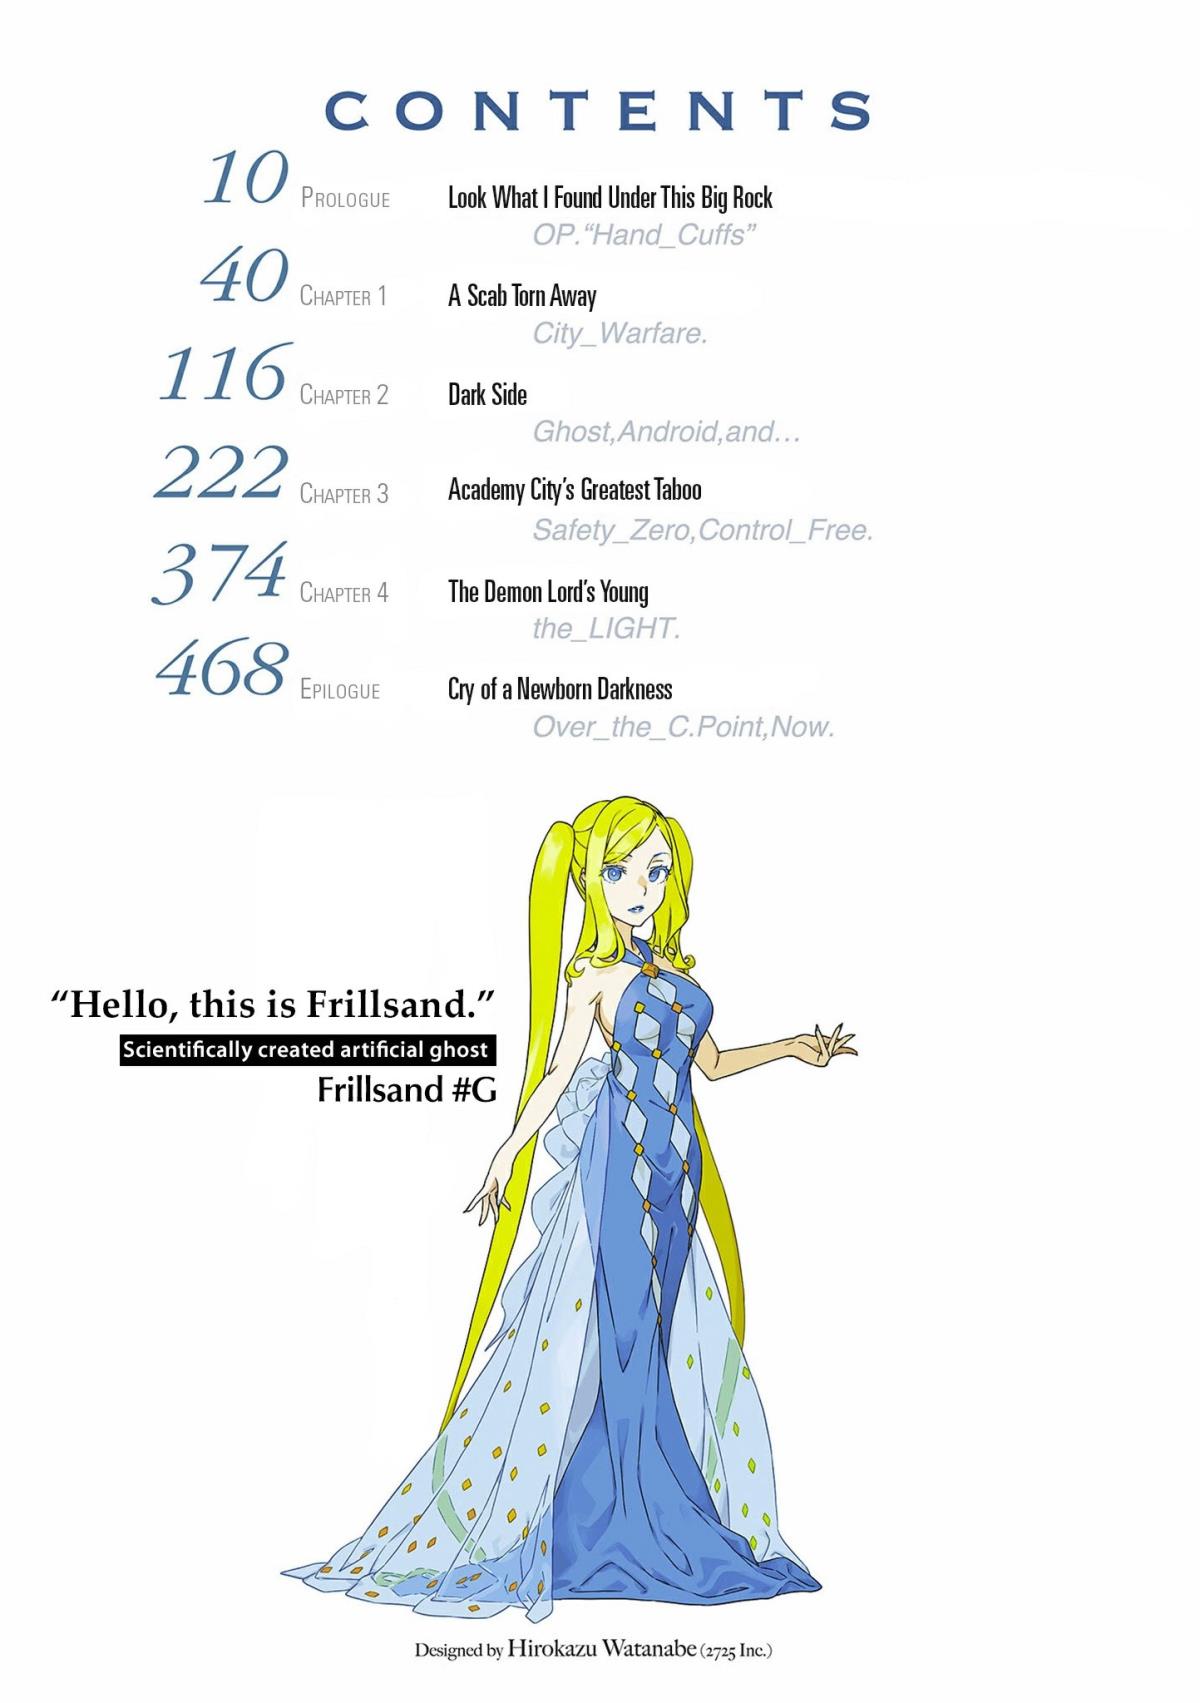 CONTENTS
10 Prologue Look What I Found Under This Big Rock
OP.“Hand_Cuffs”
40 Chapter 1 A Scab Torn Away
City_Warfare.
116 Chapter 2 Dark Side
Ghost,Android,and…
222 Chapter 3 Academy City’s Greatest Taboo
Safety_Zero,Control_Free.
374 Chapter 4 The Demon Lord’s Young
the_LIGHT.
468 Epilogue Cry of a Newborn Darkness
Over_the_C.Point,Now.
“Hello, this is Frillsand.”
Scientifically created artificial ghost
Frillsand #G
Designed by Hirokazu Watanabe (2725 Inc.)